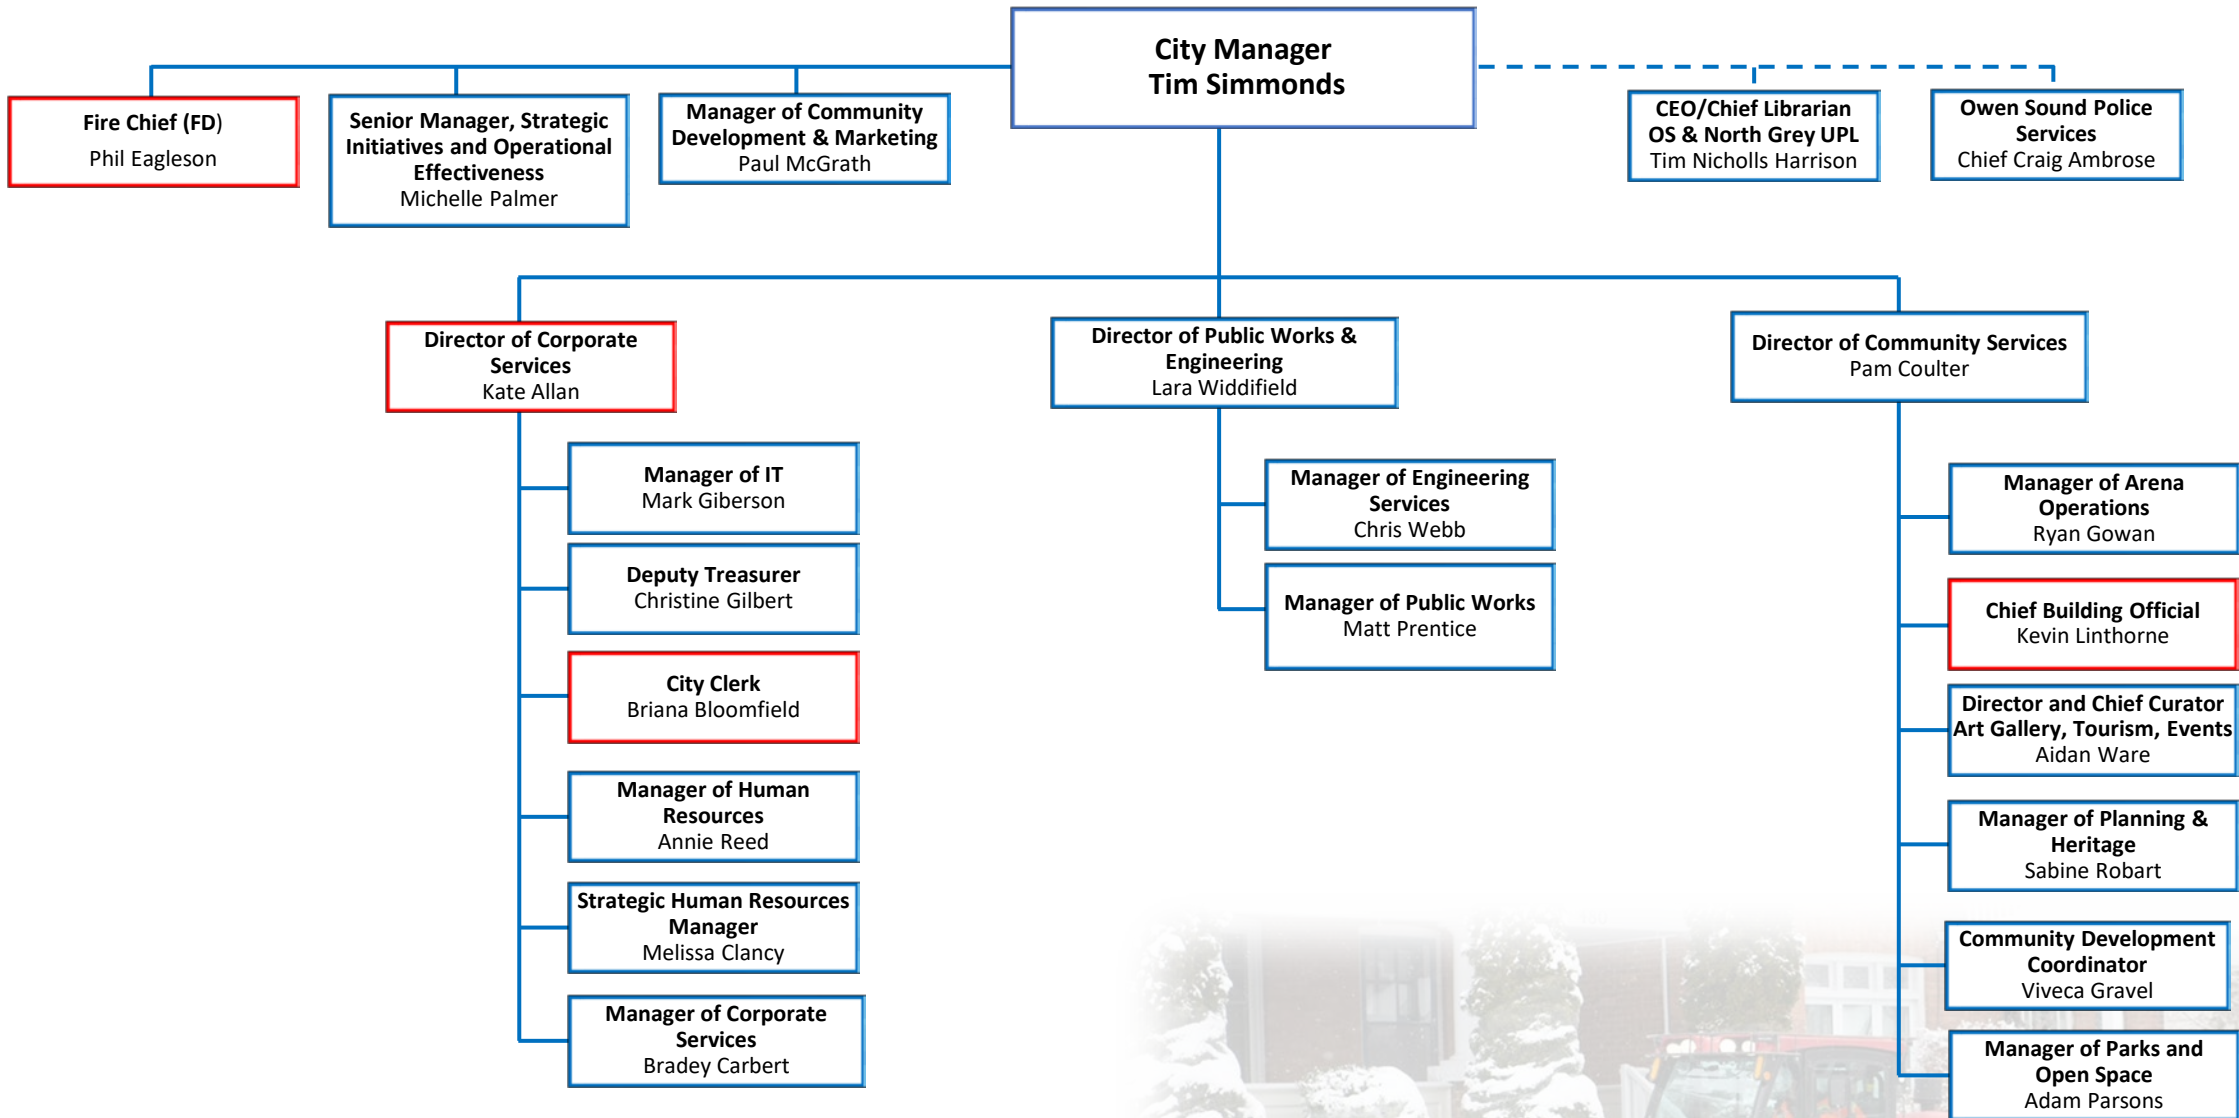 City Manager
Tim Simmonds
Fire Chief (FD)
Phil Eagleson
Senior Manager, Strategic
Initiatives and Operational
Effectiveness
Michelle Palmer
Manager of Community
Development & Marketing
Paul McGrath
CEO/Chief Librarian
OS & North Grey UPL
Tim Nicholls Harrison
Owen Sound Police
Services
Chief Craig Ambrose
Director of Corporate
Services
Kate Allan
Manager of IT
Mark Giberson
Deputy Treasurer
Christine Gilbert
City Clerk
Briana Bloomfield
Manager of Human
Resources
Annie Reed
Strategic Human Resources
Manager
Melissa Clancy
Manager of Corporate
Services
Bradey Carbert
Director of Public Works &
Engineering
Lara Widdifield
Manager of Engineering
Services
Chris Webb
Manager of Public Works
Matt Prentice
Director of Community Services
Pam Coulter
Manager of Arena
Operations
Ryan Gowan
Chief Building Official
Kevin Linthorne
Director and Chief Curator
Art Gallery, Tourism, Events
Aidan Ware
Manager of Planning &
Heritage
Sabine Robart
Community Development
Coordinator
Viveca Gravel
Manager of Parks and
Open Space
Adam Parsons